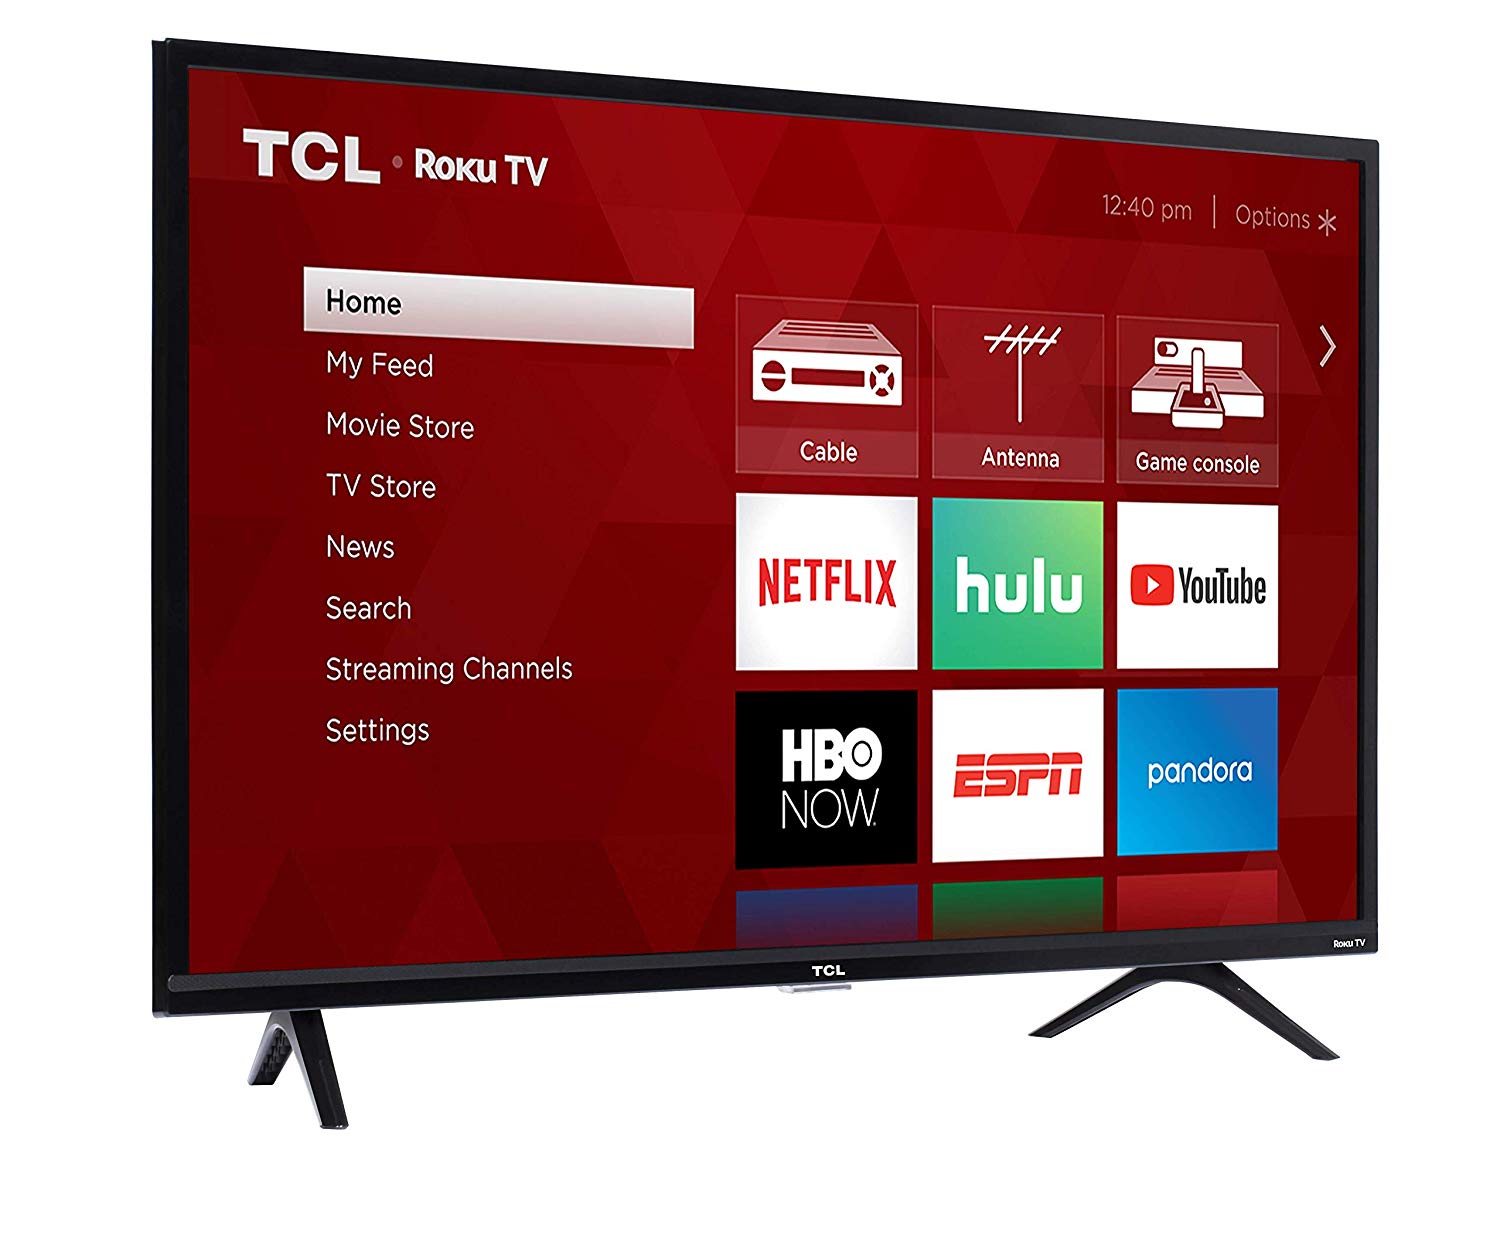 TCL • Roku TV
12:40 pm | Options *
Home
My Feed
Movie Store
TV Store
News
Search
Streaming Channels
Settings
Cable
Antenna
Game console
NETFLIX
hulu
YouTube
HBO
NOW.
ESPN
pandora
TCL
Roku TV